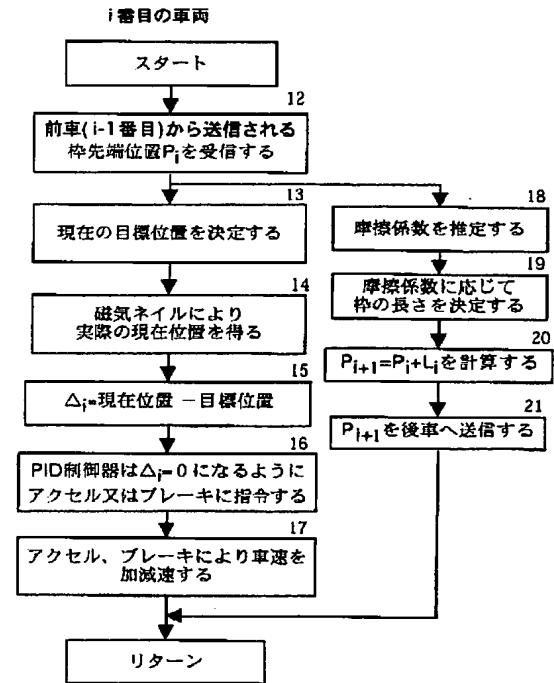 i番目の車両
スタート
12
前車(i-1番目)から送信される
枠先端位置Piを受信する
13
現在の目標位置を決定する
14
磁気ネイルにより
実際の現在位置を得る
15
△i=現在位置 −目標位置
16
PID制御器は△i=0になるように
アクセル又はブレーキに指令する
17
アクセル、ブレーキにより車速を
加減速する
18
摩擦係数を推定する
19
摩擦係数に応じて
枠の長さを決定する
20
Pi+1=Pi+Liを計算する
21
Pi+1を後車へ送信する
リターン